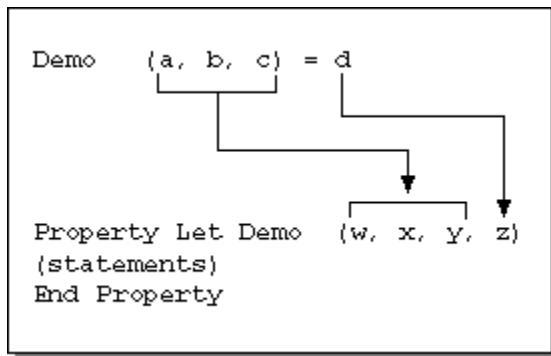 Demo (a, b, c) = d
Property Let Demo (w, x, y, z)
(statements)
End Property